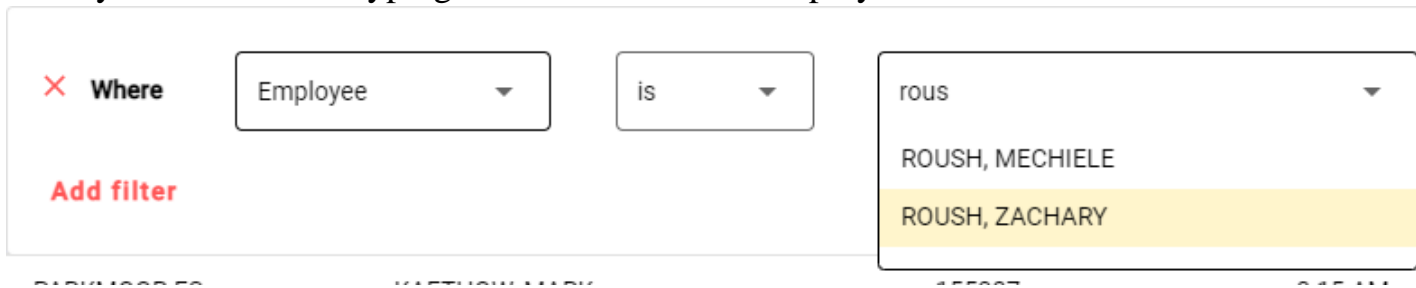 Where Employee is rous
ROUSH, MECHIELE
Add filter
ROUSH, ZACHARY